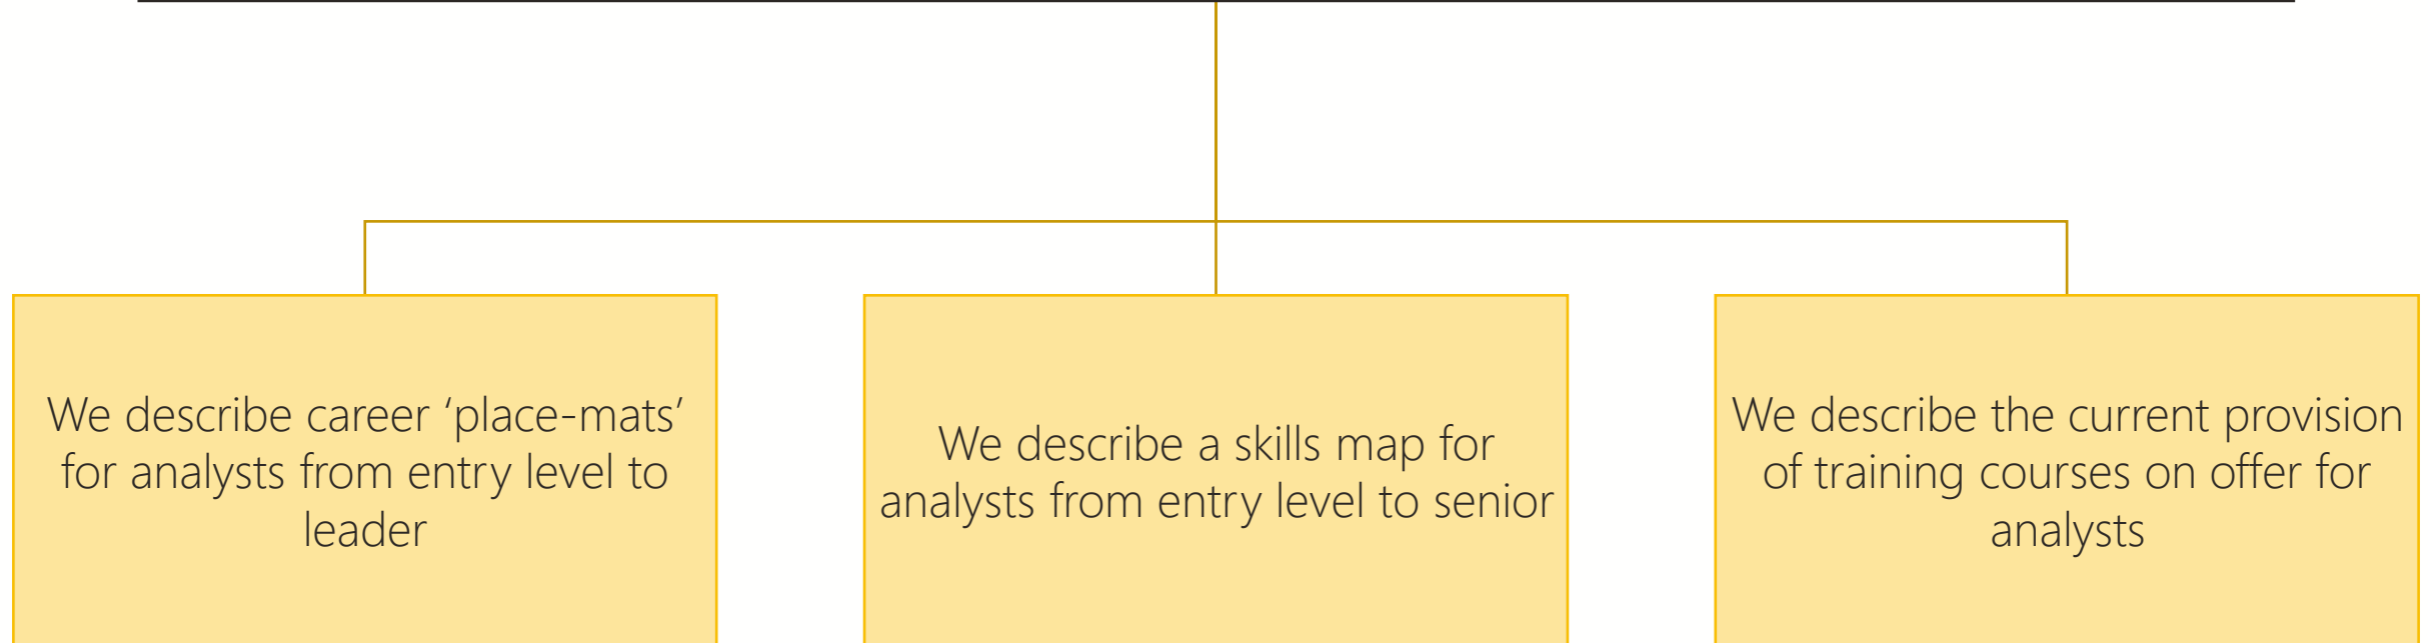 We describe career ‘place-mats’
for analysts from entry level to
leader
We describe a skills map for
analysts from entry level to senior
We describe the current provision
of training courses on offer for
analysts